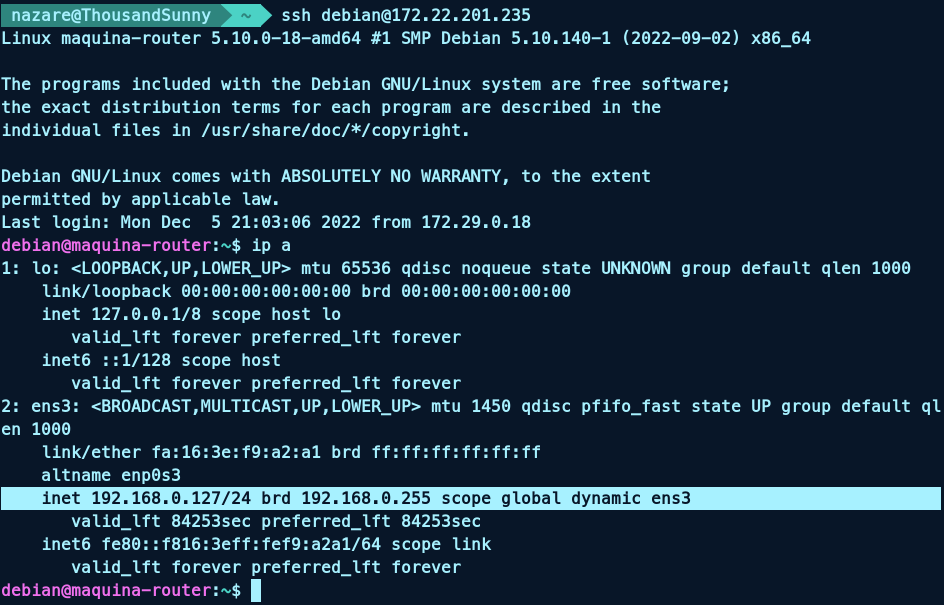 nazare@ThousandSunny ~ ssh debian@172.22.201.235
Linux maquina-router 5.10.0-18-amd64 #1 SMP Debian 5.10.140-1 (2022-09-02) x86_64

The programs included with the Debian GNU/Linux system are free software;
the exact distribution terms for each program are described in the
individual files in /usr/share/doc/*/copyright.

Debian GNU/Linux comes with ABSOLUTELY NO WARRANTY, to the extent
permitted by applicable law.
Last login: Mon Dec  5 21:03:06 2022 from 172.29.0.18
debian@maquina-router:~$ ip a
1: lo: <LOOPBACK,UP,LOWER_UP> mtu 65536 qdisc noqueue state UNKNOWN group default qlen 1000
    link/loopback 00:00:00:00:00:00 brd 00:00:00:00:00:00
    inet 127.0.0.1/8 scope host lo
       valid_lft forever preferred_lft forever
    inet6 ::1/128 scope host
       valid_lft forever preferred_lft forever
2: ens3: <BROADCAST,MULTICAST,UP,LOWER_UP> mtu 1450 qdisc pfifo_fast state UP group default ql
en 1000
    link/ether fa:16:3e:f9:a2:a1 brd ff:ff:ff:ff:ff:ff
    altname enp0s3
    inet 192.168.0.127/24 brd 192.168.0.255 scope global dynamic ens3
       valid_lft 84253sec preferred_lft 84253sec
    inet6 fe80::f816:3eff:fef9:a2a1/64 scope link
       valid_lft forever preferred_lft forever
debian@maquina-router:~$